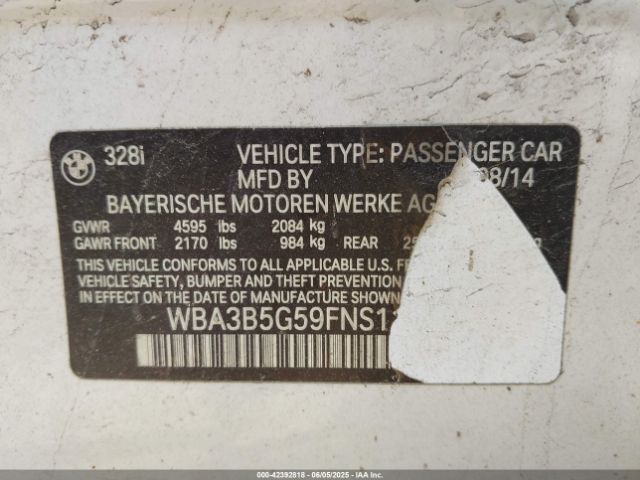 BMW
328i VEHICLE TYPE: PASSENGER CAR
MFD BY 08/14
BAYERISCHE MOTOREN WERKE AG
GVWR 4595 lbs 2084 kg
GAWR FRONT 2170 lbs 984 kg REAR
THIS VEHICLE CONFORMS TO ALL APPLICABLE U.S.
VEHICLE SAFETY, BUMPER AND THEFT PREVENTION
IN EFFECT ON THE DATE OF MANUFACTURE SHOWN
WBA3B5G59FNS1
000-42392818 - 06/05/2025 - IAA Inc.